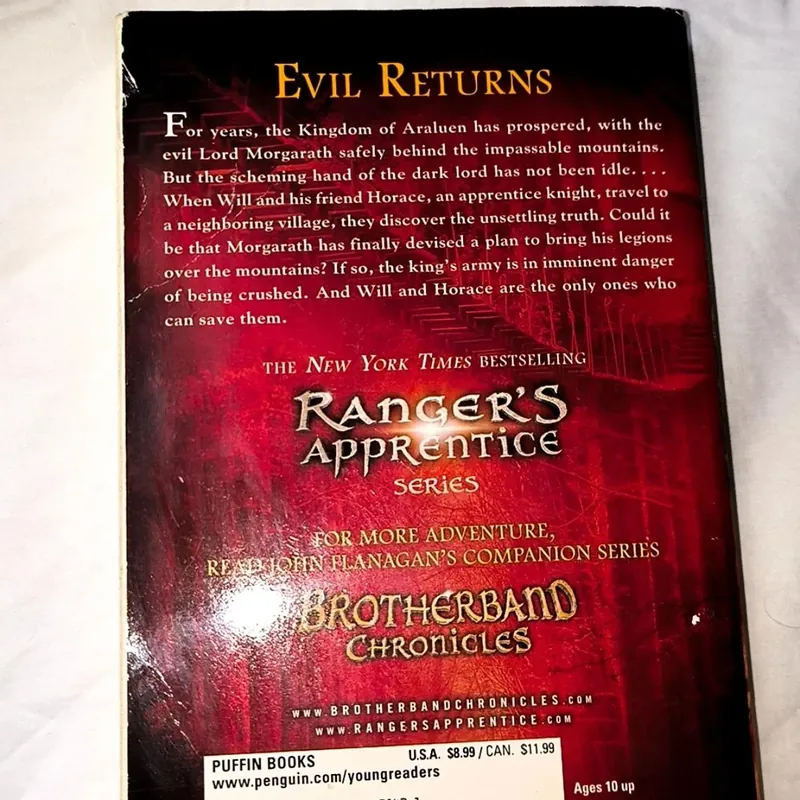 EVIL RETURNS
For years, the Kingdom of Araluen has prospered, with the
evil Lord Morgarath safely behind the impassable mountains.
But the scheming hand of the dark lord has not been idle....
When Will and his friend Horace, an apprentice knight, travel to
a neighboring village, they discover the unsettling truth. Could it
be that Morgarath has finally devised a plan to bring his legions
over the mountains? If so, the king's army is in imminent danger
of being crushed. And Will and Horace are the only ones who
can save them.
THE NEW YORK TIMES BESTSELLING
RANGER'S
APPRENTICE
SERIES
FOR MORE ADVENTURE,
READ JOHN FLANAGAN'S COMPANION SERIES
BROTHERBAND
CHRONICLES
WWW.BROTHERBANDCHRONICLES.COM
WWW.RANGERSAPPRENTICE.COM
PUFFIN BOOKS U.S.A. $8.99 / CAN. $11.99
www.penguin.com/youngreaders
Ages 10 up